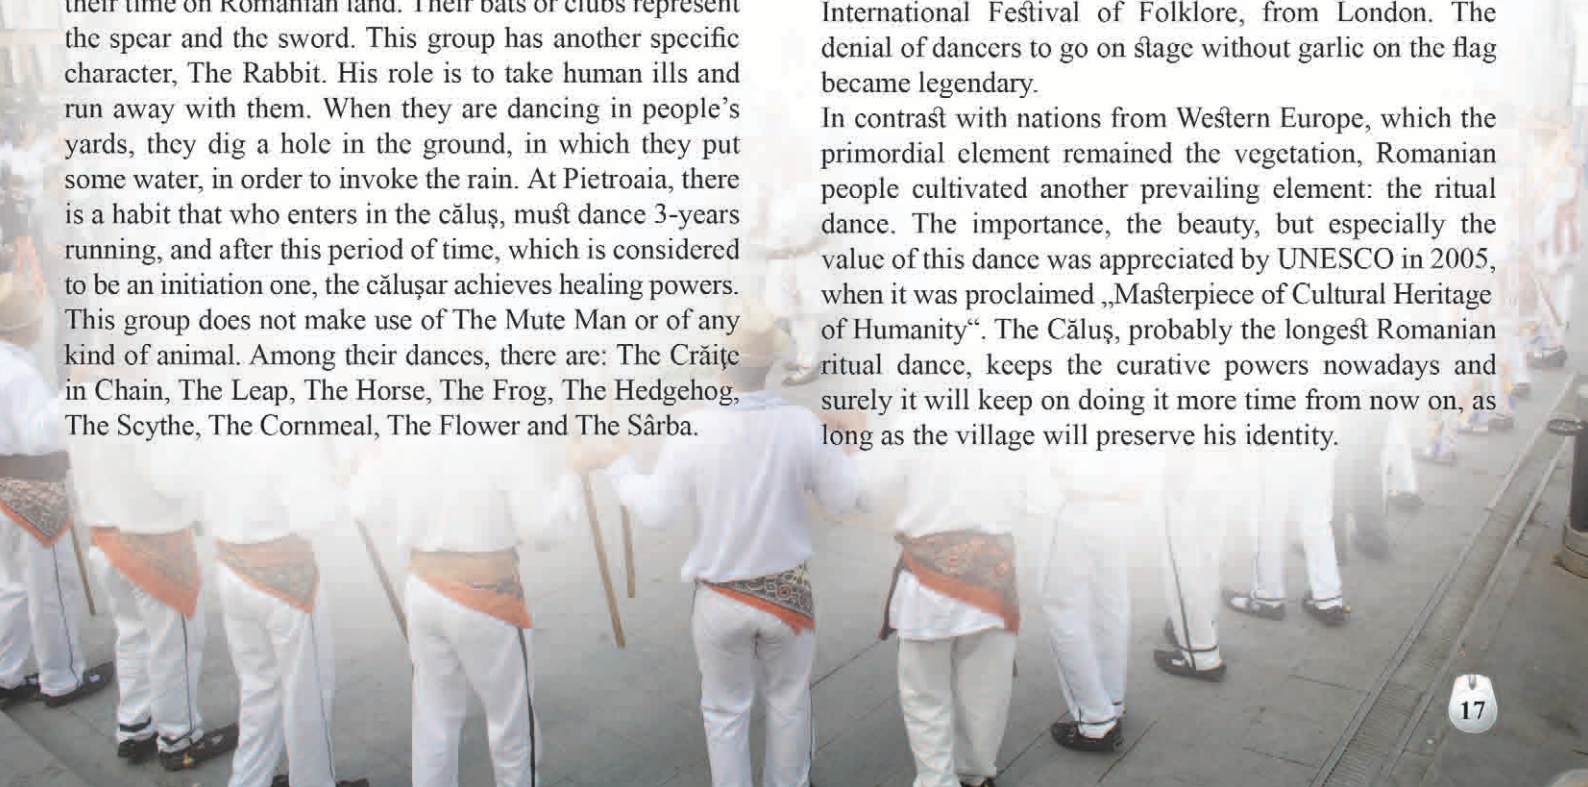 their time on Romanian land. Their bats or clubs represent
the spear and the sword. This group has another specific
character, The Rabbit. His role is to take human ills and
run away with them. When they are dancing in people's
yards, they dig a hole in the ground, in which they put
some water, in order to invoke the rain. At Pietroaia, there
is a habit that who enters in the căluş, must dance 3-years
running, and after this period of time, which is considered
to be an initiation one, the căluşar achieves healing powers.
This group does not make use of The Mute Man or of any
kind of animal. Among their dances, there are: The Crăiţe
in Chain, The Leap, The Horse, The Frog, The Hedgehog,
The Scythe, The Cornmeal, The Flower and The Sârba.
International Festival of Folklore, from London. The
denial of dancers to go on stage without garlic on the flag
became legendary.
In contrast with nations from Western Europe, which the
primordial element remained the vegetation, Romanian
people cultivated another prevailing element: the ritual
dance. The importance, the beauty, but especially the
value of this dance was appreciated by UNESCO in 2005,
when it was proclaimed „Masterpiece of Cultural Heritage
of Humanity“. The Căluş, probably the longest Romanian
ritual dance, keeps the curative powers nowadays and
surely it will keep on doing it more time from now on, as
long as the village will preserve his identity.
17